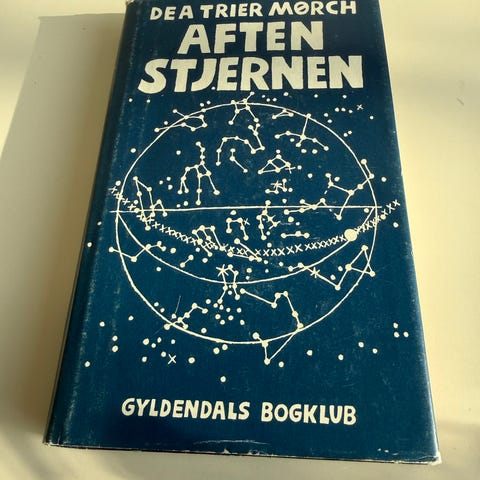 DEA TRIER MØRCH
AFTEN
STJERNEN
GYLDENDALS BOGKLUB